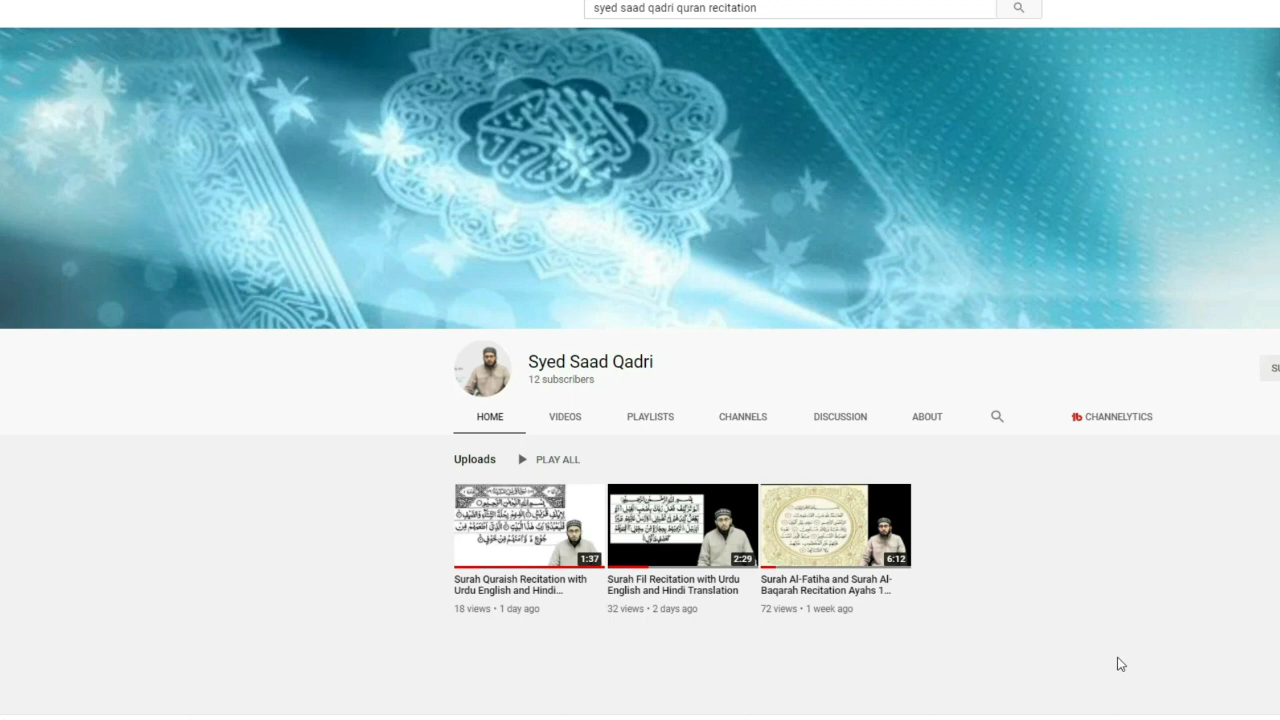 syed saad qadri quran recitation
القرآن الكريم
Syed Saad Qadri
12 subscribers
SU
HOME VIDEOS PLAYLISTS CHANNELS DISCUSSION ABOUT CHANNELYTICS
Uploads PLAY ALL
1:37 2:29 6:12
Surah Quraish Recitation with
Urdu English and Hindi...
18 views • 1 day ago
Surah Fil Recitation with Urdu
English and Hindi Translation
32 views • 2 days ago
Surah Al-Fatiha and Surah Al-
Baqarah Recitation Ayahs 1...
72 views • 1 week ago